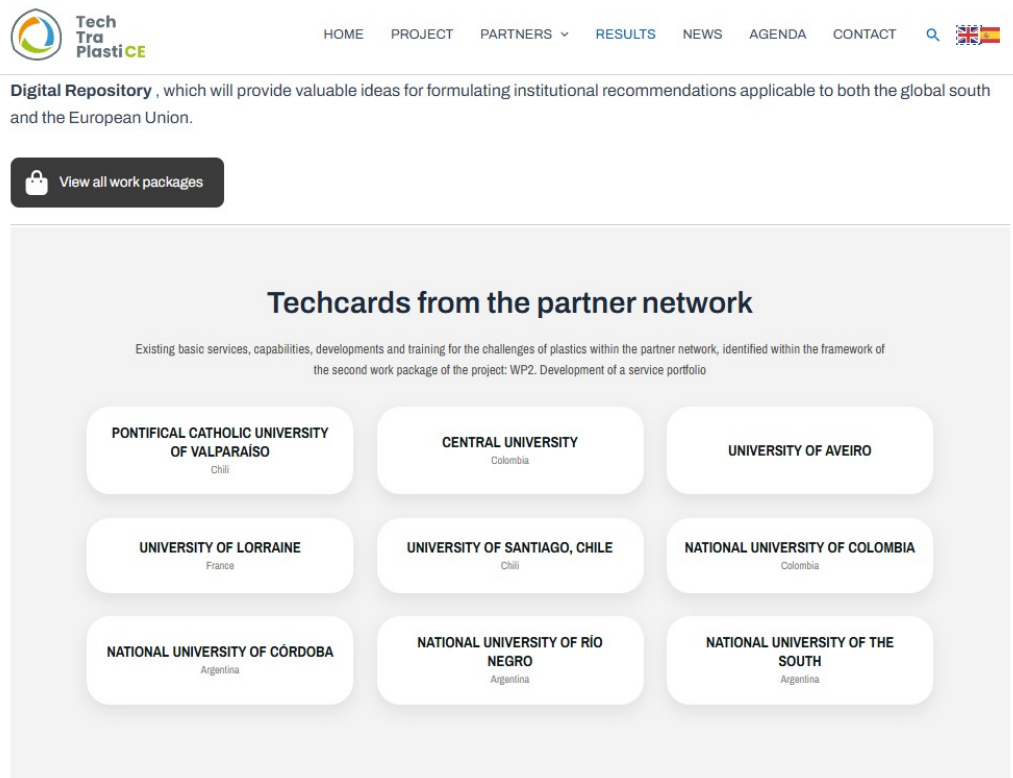 Tech
Tra
PlastiCE
HOME PROJECT PARTNERS RESULTS NEWS AGENDA CONTACT
Digital Repository , which will provide valuable ideas for formulating institutional recommendations applicable to both the global south
and the European Union.
View all work packages
Techcards from the partner network
Existing basic services, capabilities, developments and training for the challenges of plastics within the partner network, identified within the framework of
the second work package of the project: WP2. Development of a service portfolio
PONTIFICAL CATHOLIC UNIVERSITY
OF VALPARAÍSO
Chili
CENTRAL UNIVERSITY
Colombia
UNIVERSITY OF AVEIRO
UNIVERSITY OF LORRAINE
France
UNIVERSITY OF SANTIAGO, CHILE
Chili
NATIONAL UNIVERSITY OF COLOMBIA
Colombia
NATIONAL UNIVERSITY OF CÓRDOBA
Argentina
NATIONAL UNIVERSITY OF RÍO
NEGRO
Argentina
NATIONAL UNIVERSITY OF THE
SOUTH
Argentina